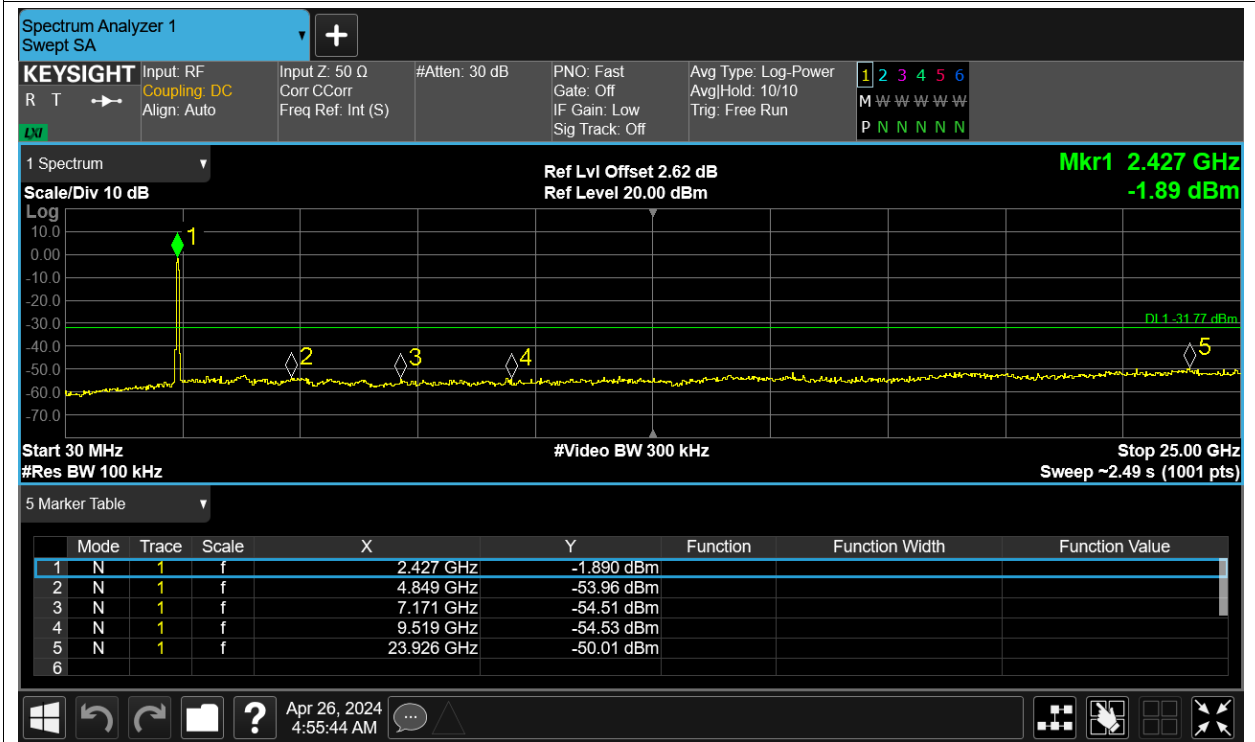 Spectrum Analyzer 1
Swept SA
KEYSIGHT
R T
LXI
Input: RF
Coupling: DC
Align: Auto
Input Z: 50 Ω
Corr CCorr
Freq Ref: Int (S)
#Atten: 30 dB
PNO: Fast
Gate: Off
IF Gain: Low
Sig Track: Off
Avg Type: Log-Power
Avg|Hold: 10/10
Trig: Free Run
1 2 3 4 5 6
M W W W W W
P N N N N N
1 Spectrum
Scale/Div 10 dB
Ref Lvl Offset 2.62 dB
Ref Level 20.00 dBm
Mkr1 2.427 GHz
-1.89 dBm
Log
10.0
0.00
-10.0
-20.0
-30.0
-40.0
-50.0
-60.0
-70.0
1
2
3
4
5
DL1 -31.77 dBm
Start 30 MHz
#Res BW 100 kHz
#Video BW 300 kHz
Stop 25.00 GHz
Sweep ~2.49 s (1001 pts)
5 Marker Table
Mode Trace Scale X Y Function Function Width Function Value
1 N 1 f 2.427 GHz -1.890 dBm
2 N 1 f 4.849 GHz -53.96 dBm
3 N 1 f 7.171 GHz -54.51 dBm
4 N 1 f 9.519 GHz -54.53 dBm
5 N 1 f 23.926 GHz -50.01 dBm
6
?
Apr 26, 2024
4:55:44 AM